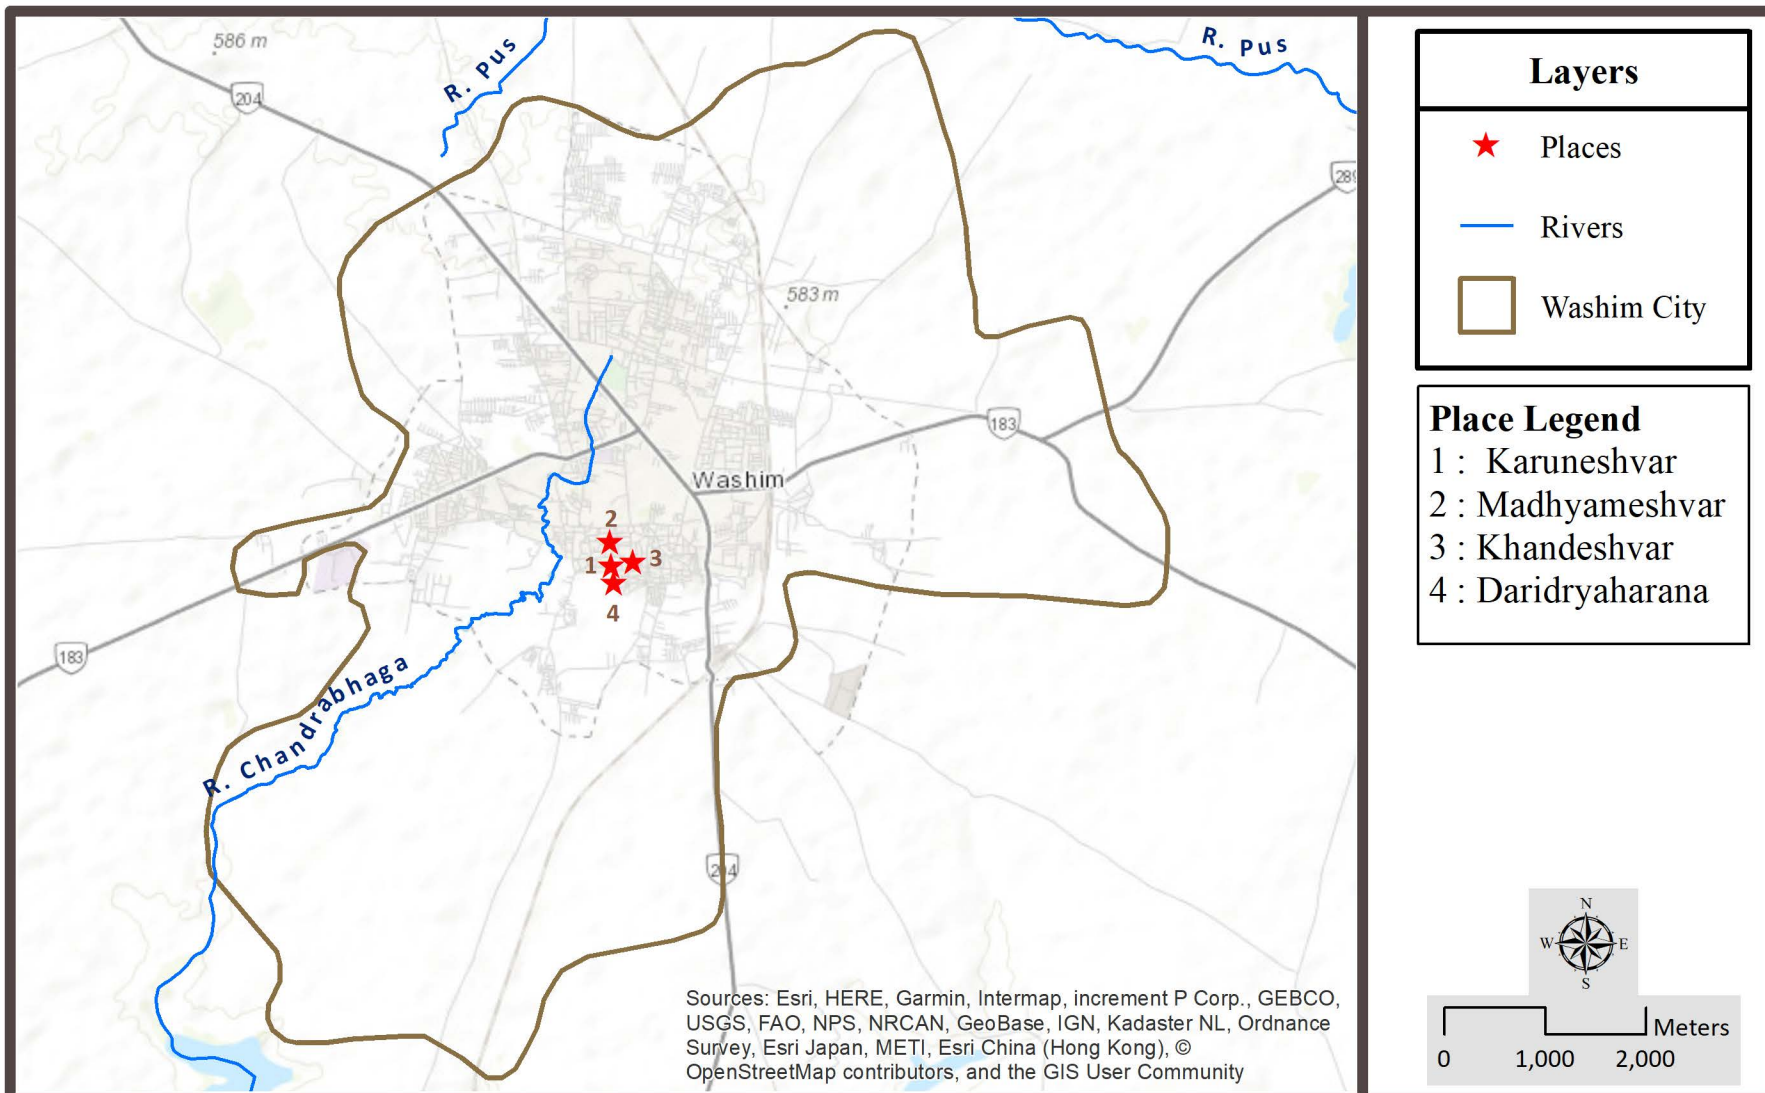 586 m
R. Pus
R. Pus
204
289
583 m
183
Washim
2
1
3
4
183
R. Chandrabhaga
204
Sources: Esri, HERE, Garmin, Intermap, increment P Corp., GEBCO,
USGS, FAO, NPS, NRCAN, GeoBase, IGN, Kadaster NL, Ordnance
Survey, Esri Japan, METI, Esri China (Hong Kong), ©
OpenStreetMap contributors, and the GIS User Community
Layers
Places
Rivers
Washim City
Place Legend
1 : Karuneshvar
2 : Madhyameshvar
3 : Khandeshvar
4 : Daridryaharana
N
W E
S
Meters
0 1,000 2,000